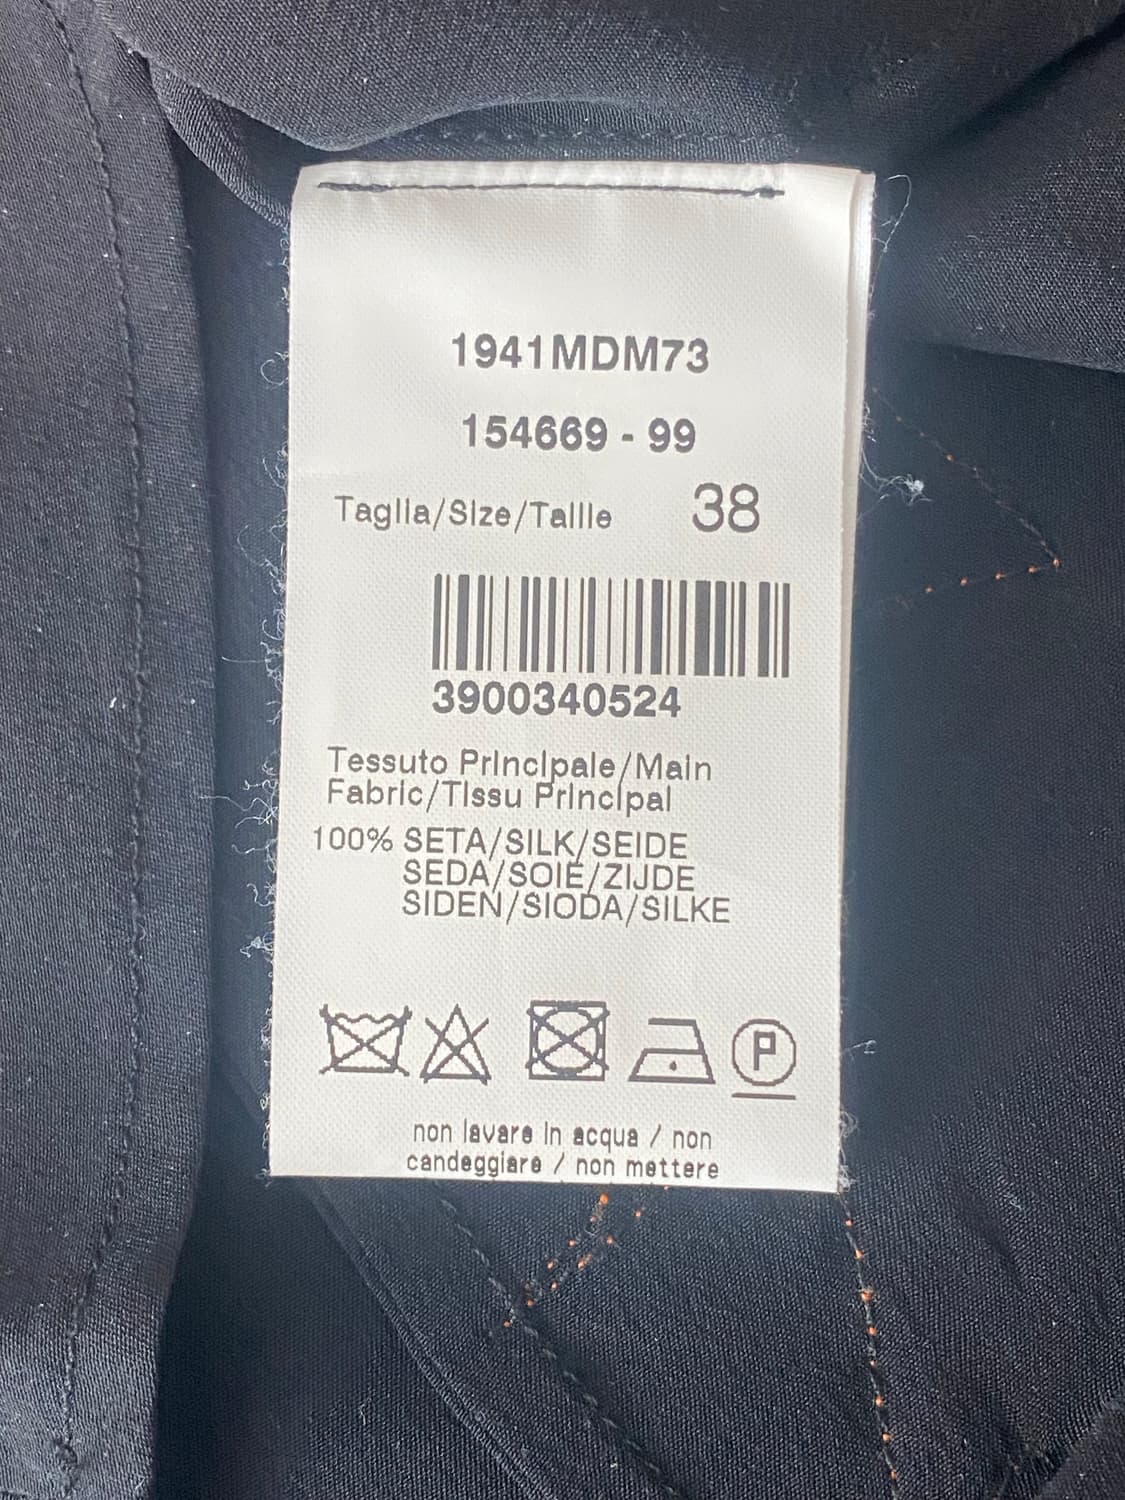 1941MDM73
154669 - 99
Taglia/Size/Taille 38
3900340524
Tessuto Principale/Main
Fabric/Tissu Principal
100% SETA/SILK/SEIDE
SEDA/SOIE/ZIJDE
SIDEN/SIODA/SILKE
P
non lavare in acqua / non
candeggiare / non mettere